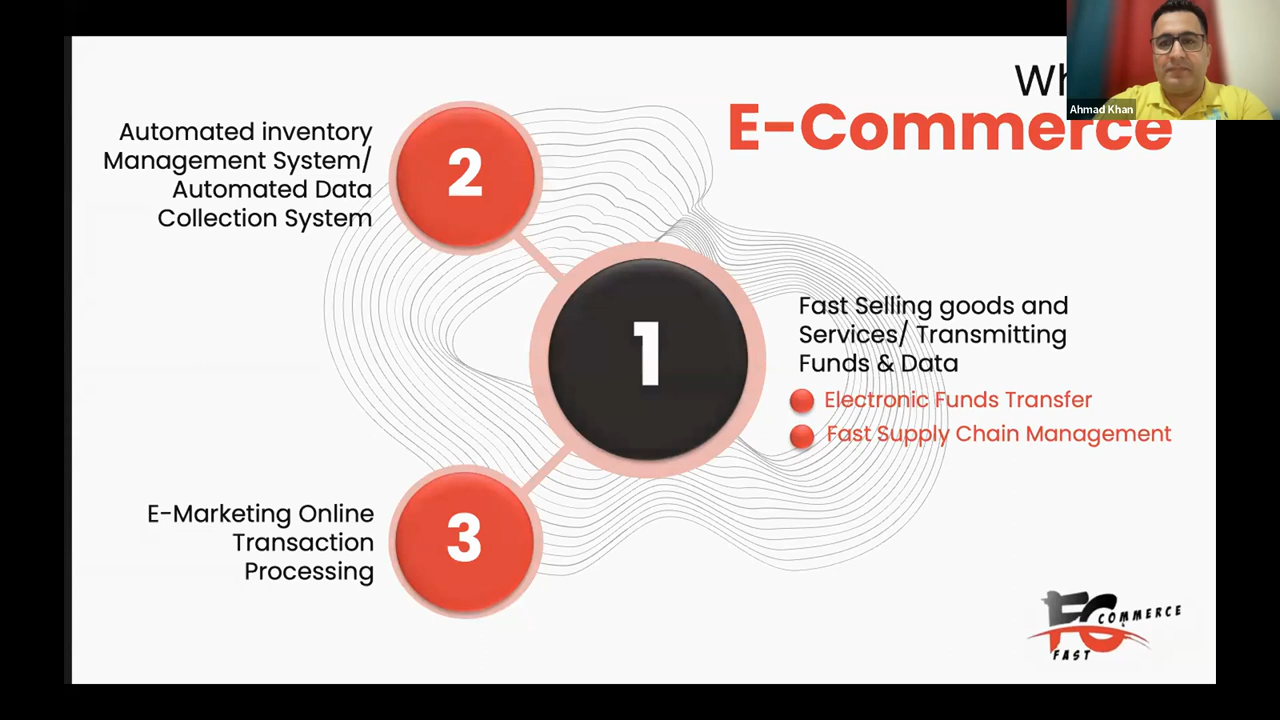 E-Commerce
Ahmad Khan
Automated inventory
Management System/
Automated Data
Collection System
2
1
Fast Selling goods and
Services/ Transmitting
Funds & Data
Electronic Funds Transfer
Fast Supply Chain Management
3
E-Marketing Online
Transaction
Processing
COMMERCE
FAST